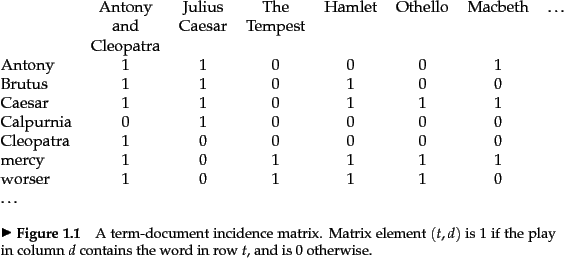 Antony Julius The Hamlet Othello Macbeth ...
and Caesar Tempest
Cleopatra
Antony 1 1 0 0 0 1
Brutus 1 1 0 1 0 0
Caesar 1 1 0 1 1 1
Calpurnia 0 1 0 0 0 0
Cleopatra 1 0 0 0 0 0
mercy 1 0 1 1 1 1
worser 1 0 1 1 1 0
...
► Figure 1.1 A term-document incidence matrix. Matrix element (t, d) is 1 if the play
in column d contains the word in row t, and is 0 otherwise.